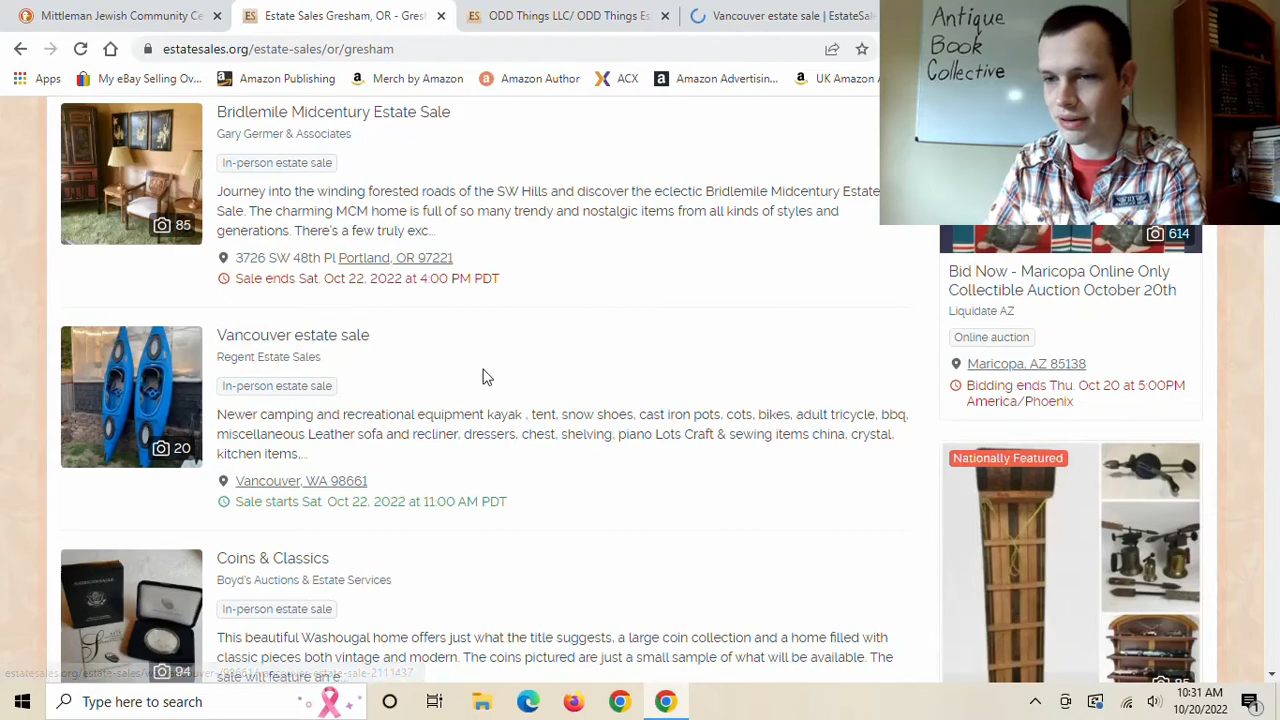 Mittleman Jewish Community Ce
Estate Sales Gresham, OR - Gres
ODD Things LLC/ ODD Things Es
Vancouver estate sale | EstateSa
estatesales.org/estate-sales/or/gresham
Apps
My eBay Selling Ov...
Amazon Publishing
Merch by Amazon
Amazon Author
ACX
Amazon Advertisin...
UK Amazon
Antique
Book
Collective
Bridlemile Midcentury Estate Sale
Gary Germer & Associates
In-person estate sale
Journey into the winding forested roads of the SW Hills and discover the eclectic Bridlemile Midcentury Estate
Sale. The charming MCM home is full of so many trendy and nostalgic items from all kinds of styles and
generations. There's a few truly exc...
85
3726 SW 48th Pl Portland, OR 97221
Sale ends Sat. Oct 22, 2022 at 4:00 PM PDT
Vancouver estate sale
Regent Estate Sales
In-person estate sale
Newer camping and recreational equipment kayak , tent, snow shoes, cast iron pots, cots, bikes, adult tricycle, bbq,
miscellaneous Leather sofa and recliner, dressers, chest, shelving, piano Lots Craft & sewing items china, crystal,
kitchen items....
20
Vancouver, WA 98661
Sale starts Sat. Oct 22, 2022 at 11:00 AM PDT
Coins & Classics
Boyd's Auctions & Estate Services
In-person estate sale
This beautiful Washougal home offers just what the title suggests, a large coin collection and a home filled with
classic pieces both vintage and The coins pictured are just a small sample of what will be available. The
sale will feature an e
94
614
Bid Now - Maricopa Online Only
Collectible Auction October 20th
Liquidate AZ
Online auction
Maricopa, AZ 85138
Bidding ends Thu. Oct 20 at 5:00PM
America/Phoenix
Nationally Featured
Type here to search
10:31 AM
10/20/2022
1